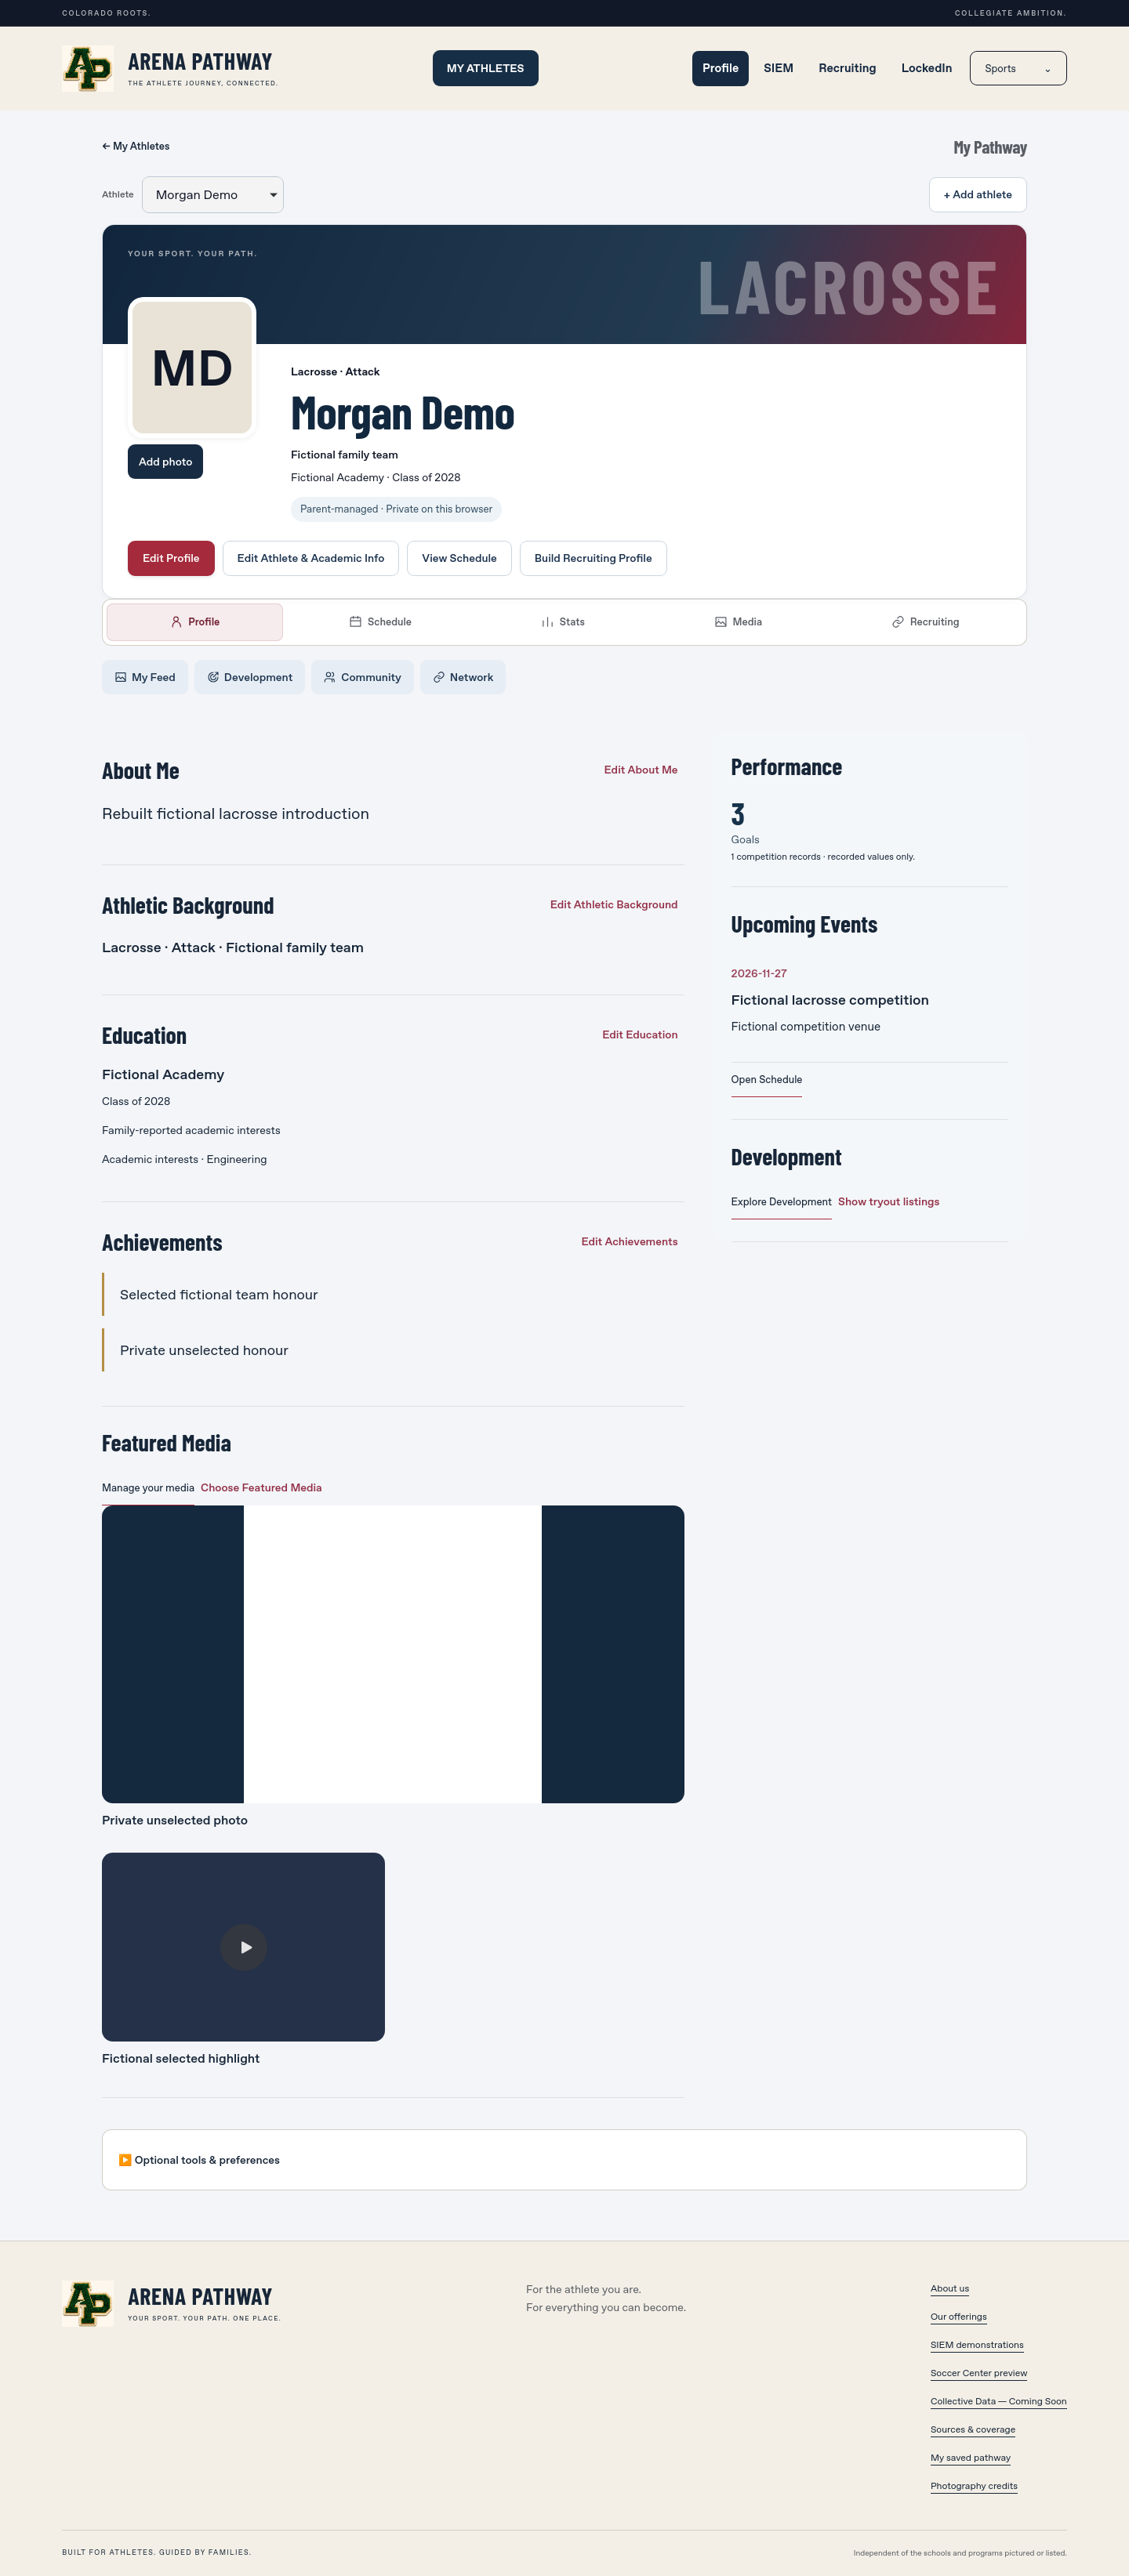 COLORADO ROOTS.
COLLEGIATE AMBITION.
AP
ARENA PATHWAY
THE ATHLETE JOURNEY, CONNECTED.
MY ATHLETES
Profile
SIEM
Recruiting
LockedIn
Sports
← My Athletes
My Pathway
Athlete
Morgan Demo
+ Add athlete
YOUR SPORT. YOUR PATH.
LACROSSE
MD
Add photo
Lacrosse · Attack
Morgan Demo
Fictional family team
Fictional Academy · Class of 2028
Parent-managed · Private on this browser
Edit Profile
Edit Athlete & Academic Info
View Schedule
Build Recruiting Profile
Profile
Schedule
Stats
Media
Recruiting
My Feed
Development
Community
Network
About Me
Edit About Me
Rebuilt fictional lacrosse introduction
Athletic Background
Edit Athletic Background
Lacrosse · Attack · Fictional family team
Education
Edit Education
Fictional Academy
Class of 2028
Family-reported academic interests
Academic interests · Engineering
Achievements
Edit Achievements
Selected fictional team honour
Private unselected honour
Featured Media
Manage your media
Choose Featured Media
Private unselected photo
Fictional selected highlight
Performance
3
Goals
1 competition records · recorded values only.
Upcoming Events
2026-11-27
Fictional lacrosse competition
Fictional competition venue
Open Schedule
Development
Explore Development
Show tryout listings
Optional tools & preferences
AP
ARENA PATHWAY
YOUR SPORT. YOUR PATH. ONE PLACE.
For the athlete you are.
For everything you can become.
About us
Our offerings
SIEM demonstrations
Soccer Center preview
Collective Data — Coming Soon
Sources & coverage
My saved pathway
Photography credits
BUILT FOR ATHLETES. GUIDED BY FAMILIES.
Independent of the schools and programs pictured or listed.